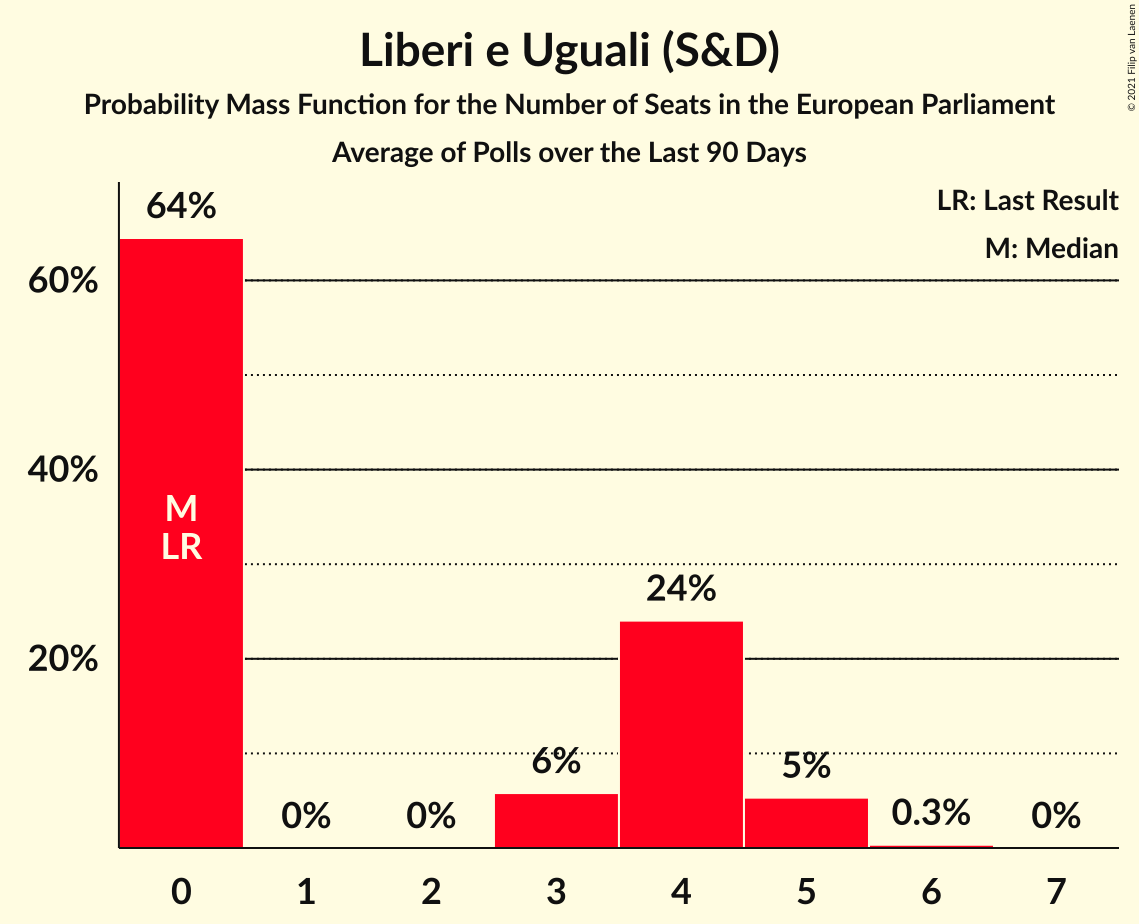 Liberi e Uguali (S&D)
Probability Mass Function for the Number of Seats in the European Parliament
Average of Polls over the Last 90 Days
© 2021 Filip van Laenen
LR: Last Result
M: Median
64%
60%
40%
M
LR
24%
20%
6%
5%
0%
0%
0.3%
0%
0 1 2 3 4 5 6 7